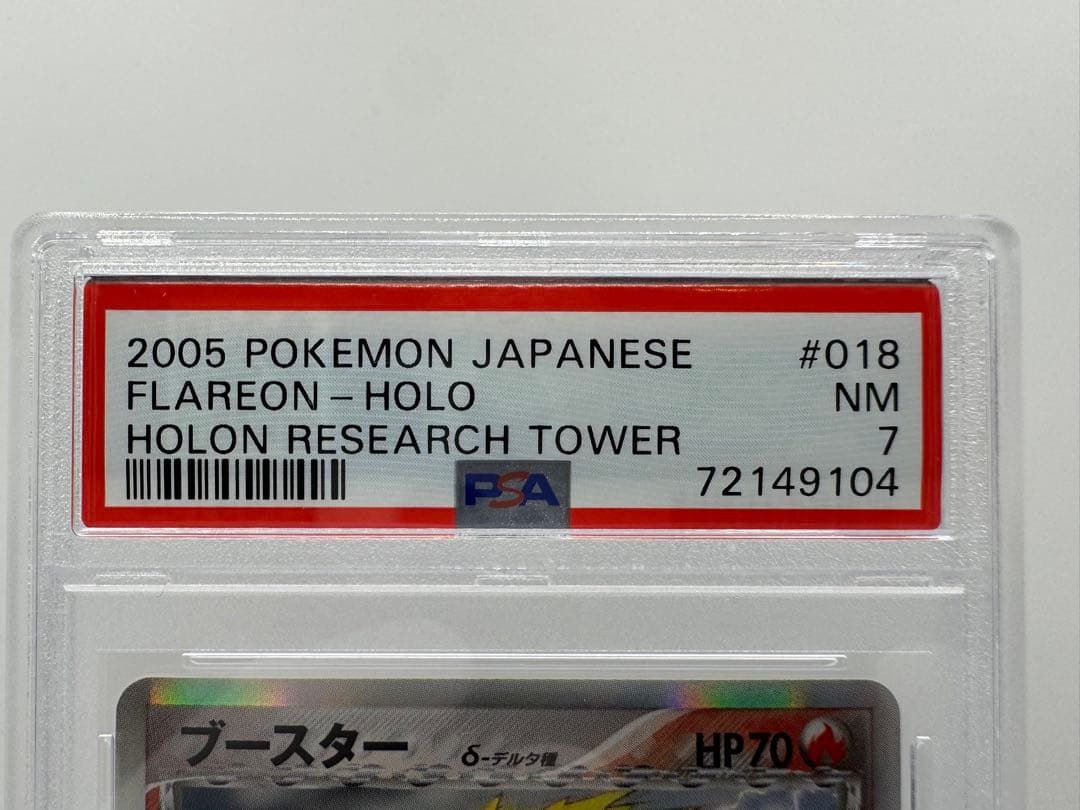 2005 POKEMON JAPANESE #018
FLAREON - HOLO NM
HOLON RESEARCH TOWER 7
PSA 72149104
ブースター δ-デルタ種 HP70